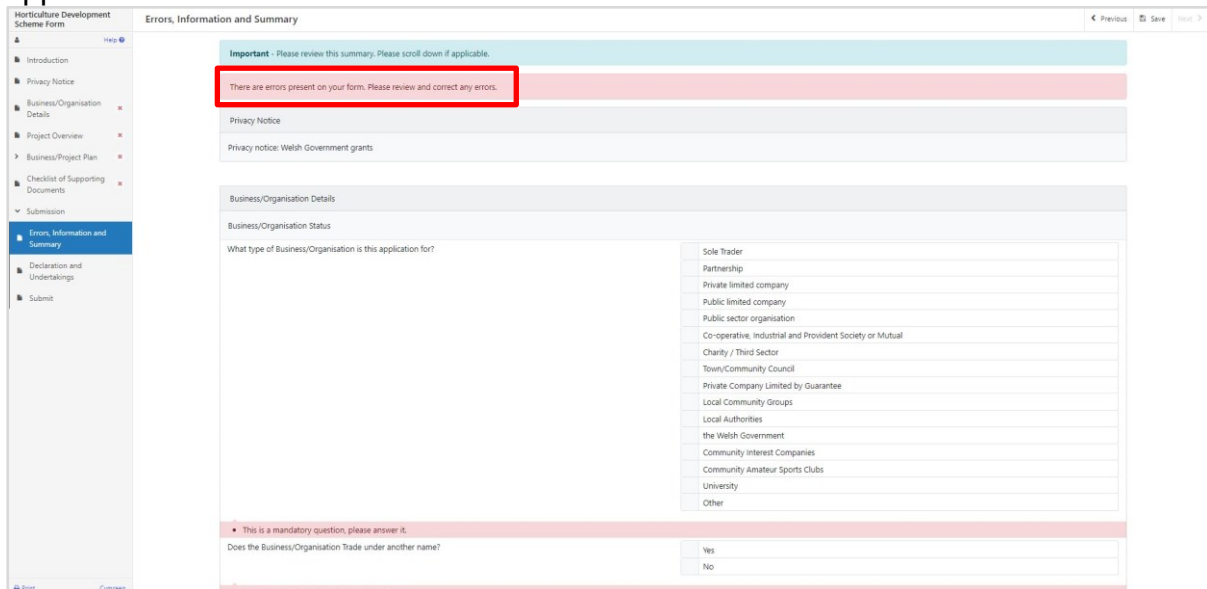 Horticulture Development
Scheme Form
Help
Introduction
Privacy Notice
Business/Organisation
Details
Project Overview
Business/Project Plan
Checklist of Supporting
Documents
Submission
Errors, Information and
Summary
Declaration and
Undertakings
Submit
Print
Cymraeg
Errors, Information and Summary
Previous
Save
Next
Important - Please review this summary. Please scroll down if applicable.
There are errors present on your form. Please review and correct any errors.
Privacy Notice
Privacy notice: Welsh Government grants
Business/Organisation Details
Business/Organisation Status
What type of Business/Organisation is this application for?
Sole Trader
Partnership
Private limited company
Public limited company
Public sector organisation
Co-operative, Industrial and Provident Society or Mutual
Charity / Third Sector
Town/Community Council
Private Company Limited by Guarantee
Local Community Groups
Local Authorities
the Welsh Government
Community Interest Companies
Community Amateur Sports Clubs
University
Other
• This is a mandatory question, please answer it.
Does the Business/Organisation Trade under another name?
Yes
No